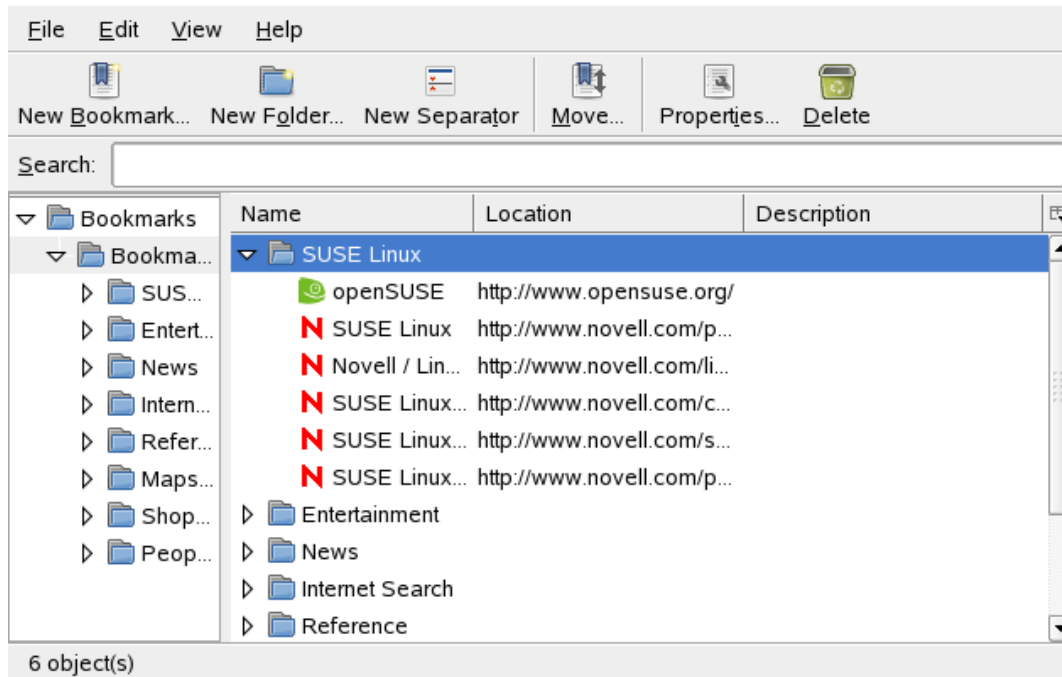 File Edit View Help
New Bookmark... New Folder... New Separator Move... Properties... Delete
Search:
Name Location Description
Bookmarks
Bookma...
SUS...
Entert...
News
Intern...
Refer...
Maps...
Shop...
Peop...
SUSE Linux
openSUSE http://www.opensuse.org/
SUSE Linux http://www.novell.com/p...
Novell / Lin... http://www.novell.com/li...
SUSE Linux... http://www.novell.com/c...
SUSE Linux... http://www.novell.com/s...
SUSE Linux... http://www.novell.com/p...
Entertainment
News
Internet Search
Reference
6 object(s)